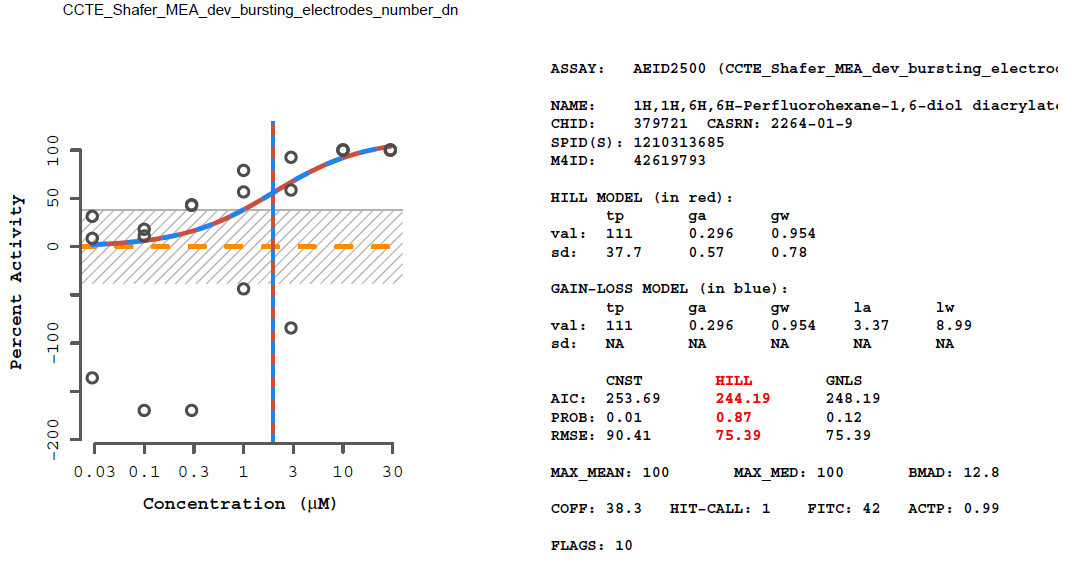 CCTE_Shafer_MEA_dev_bursting_electrodes_number_dn
Percent Activity
100
50
0
-100
-200
0.03 0.1 0.3 1 3 10 30
Concentration (µM)
ASSAY: AEID2500 (CCTE_Shafer_MEA_dev_bursting_electro
NAME: 1H,1H,6H,6H-Perfluorohexane-1,6-diol diacrylate
CHID: 379721 CASRN: 2264-01-9
SPID(S): 1210313685
M4ID: 42619793
HILL MODEL (in red):
tp ga gw
val: 111 0.296 0.954
sd: 37.7 0.57 0.78
GAIN-LOSS MODEL (in blue):
tp ga gw la lw
val: 111 0.296 0.954 3.37 8.99
sd: NA NA NA NA NA
CNST HILL GNLS
AIC: 253.69 244.19 248.19
PROB: 0.01 0.87 0.12
RMSE: 90.41 75.39 75.39
MAX_MEAN: 100 MAX_MED: 100 BMAD: 12.8
COFF: 38.3 HIT-CALL: 1 FITC: 42 ACTP: 0.99
FLAGS: 10